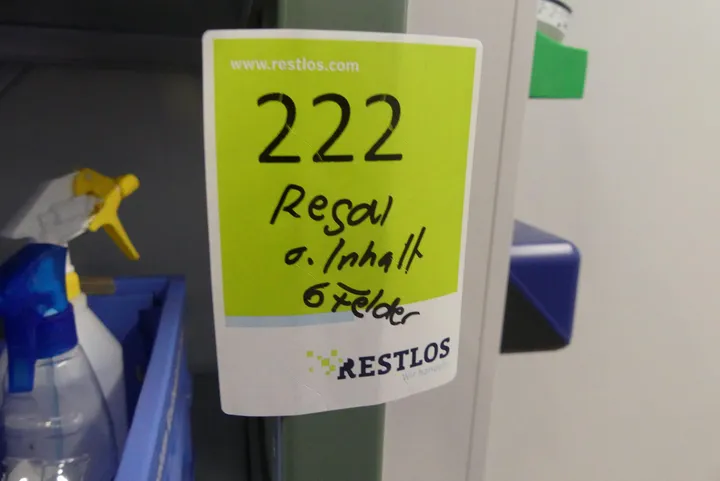 www.restlos.com
222
Regal
o. Inhalt
6 Felder
RESTLOS